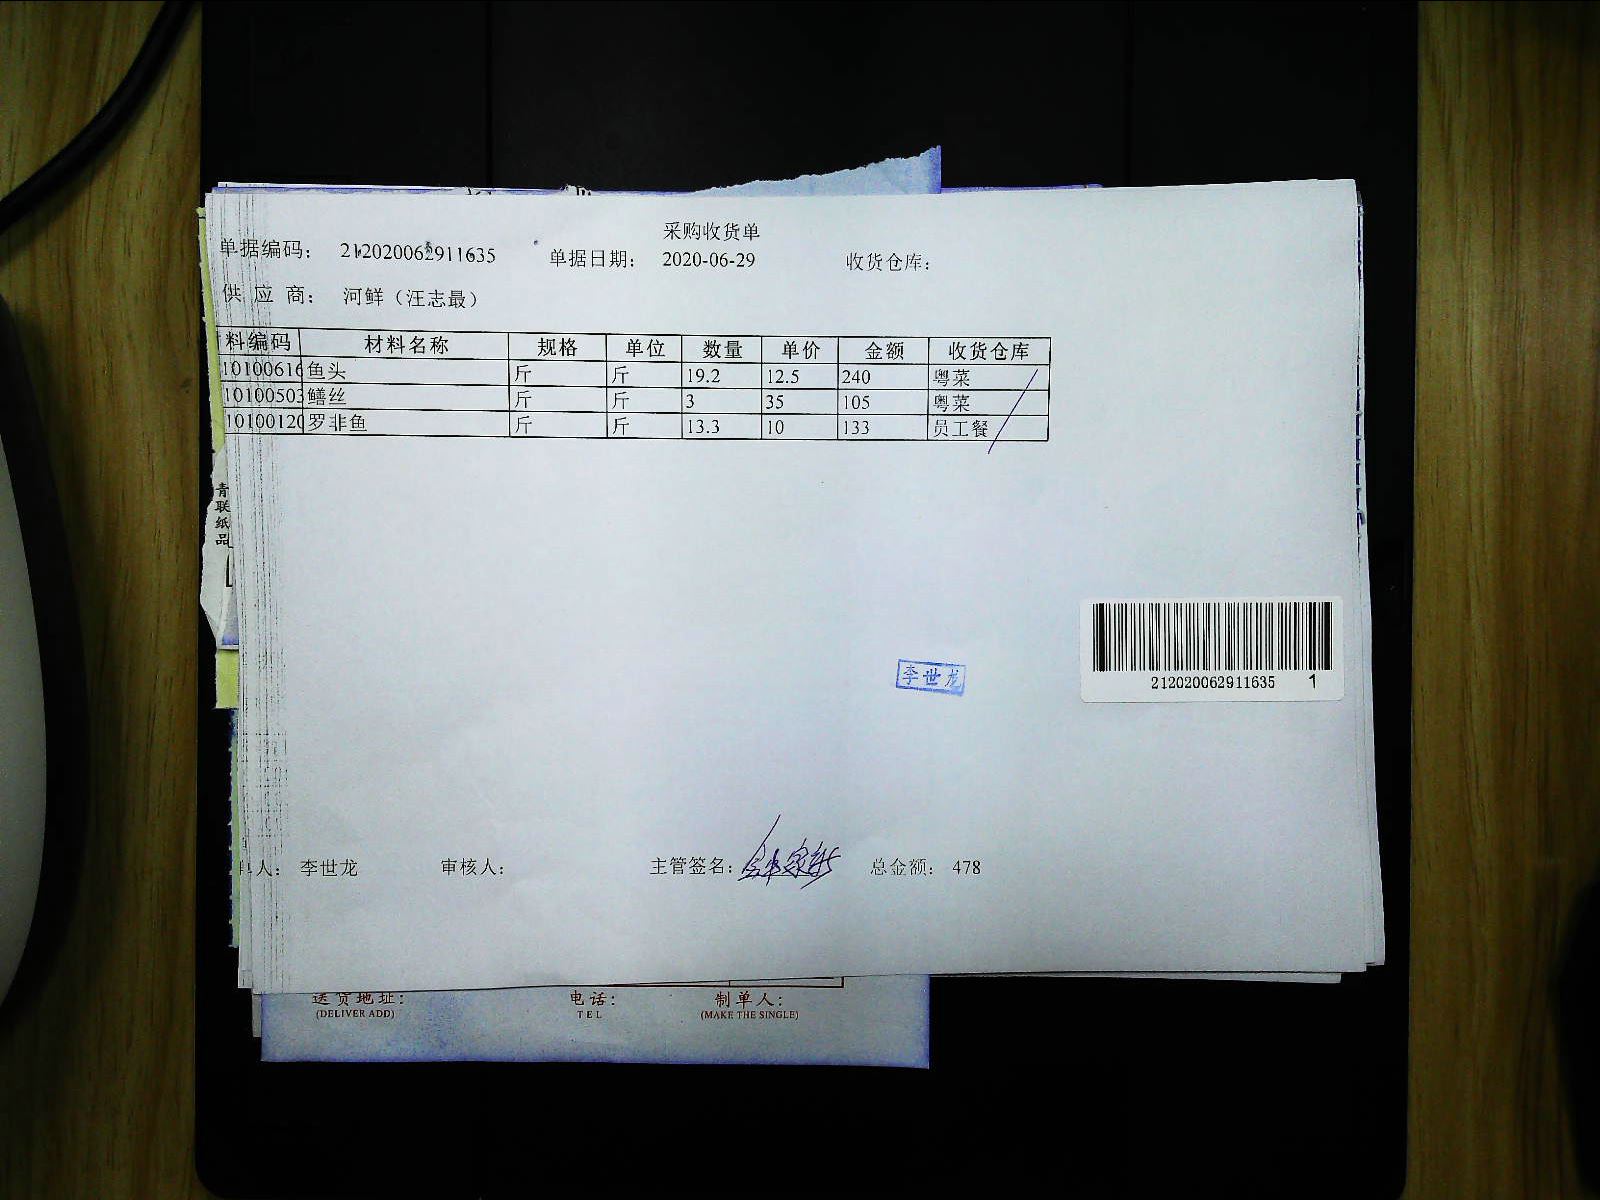 采购收货单
单据编码： 212020062911635 单据日期： 2020-06-29 收货仓库：
供 应 商： 河鲜（汪志最）
料编码 材料名称 规格 单位 数量 单价 金额 收货仓库
10100616 鱼头 斤 斤 19.2 12.5 240 粤菜
10100503 鳝丝 斤 斤 3 35 105 粤菜
10100120 罗非鱼 斤 斤 13.3 10 133 员工餐
青联纸品
李世龙
212020062911635 1
单人： 李世龙 审核人： 主管签名： 总金额： 478
送货地址： 电话： 制单人：
(DELIVER ADD) TEL (MAKE THE SINGLE)